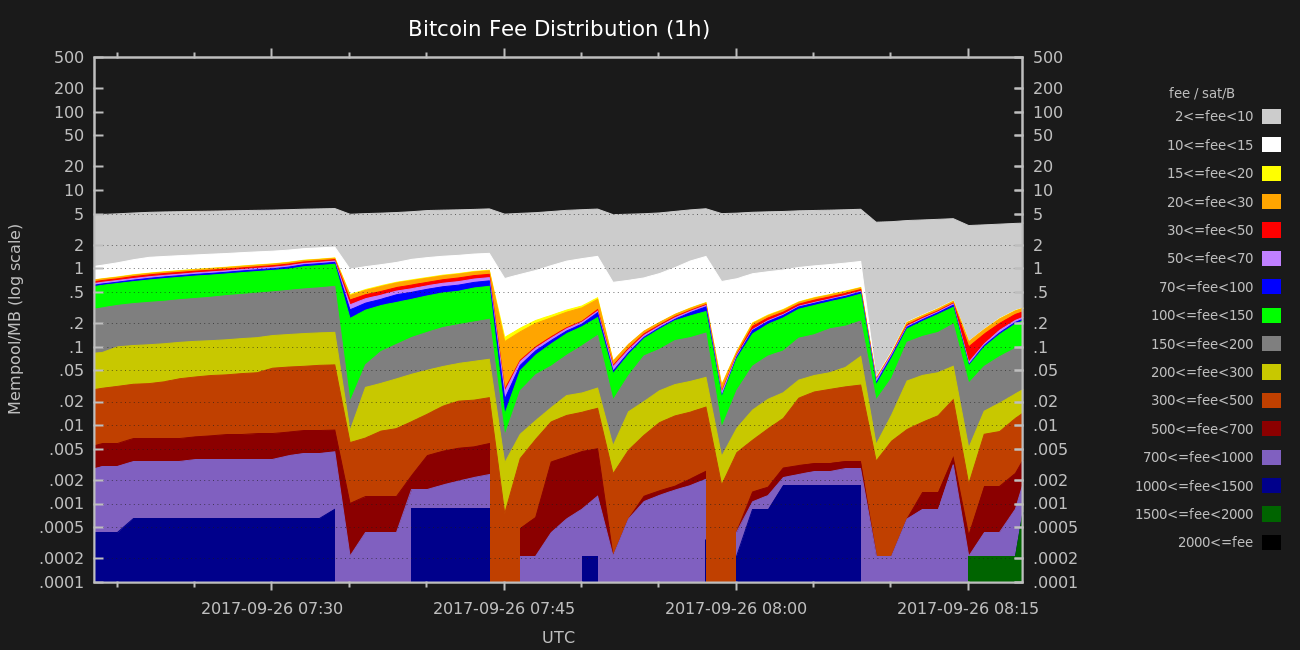 Bitcoin Fee Distribution (1h)
500 500
200 200
100 100
50 50
20 20
10 10
5 5
2 2
1 1
.5 .5
.2 .2
.1 .1
.05 .05
.02 .02
.01 .01
.005 .005
.002 .002
.001 .001
.0005 .0005
.0002 .0002
.0001 .0001
Mempool/MB (log scale)
2017-09-26 07:30 2017-09-26 07:45 2017-09-26 08:00 2017-09-26 08:15
UTC
fee / sat/B
2<=fee<10
10<=fee<15
15<=fee<20
20<=fee<30
30<=fee<50
50<=fee<70
70<=fee<100
100<=fee<150
150<=fee<200
200<=fee<300
300<=fee<500
500<=fee<700
700<=fee<1000
1000<=fee<1500
1500<=fee<2000
2000<=fee